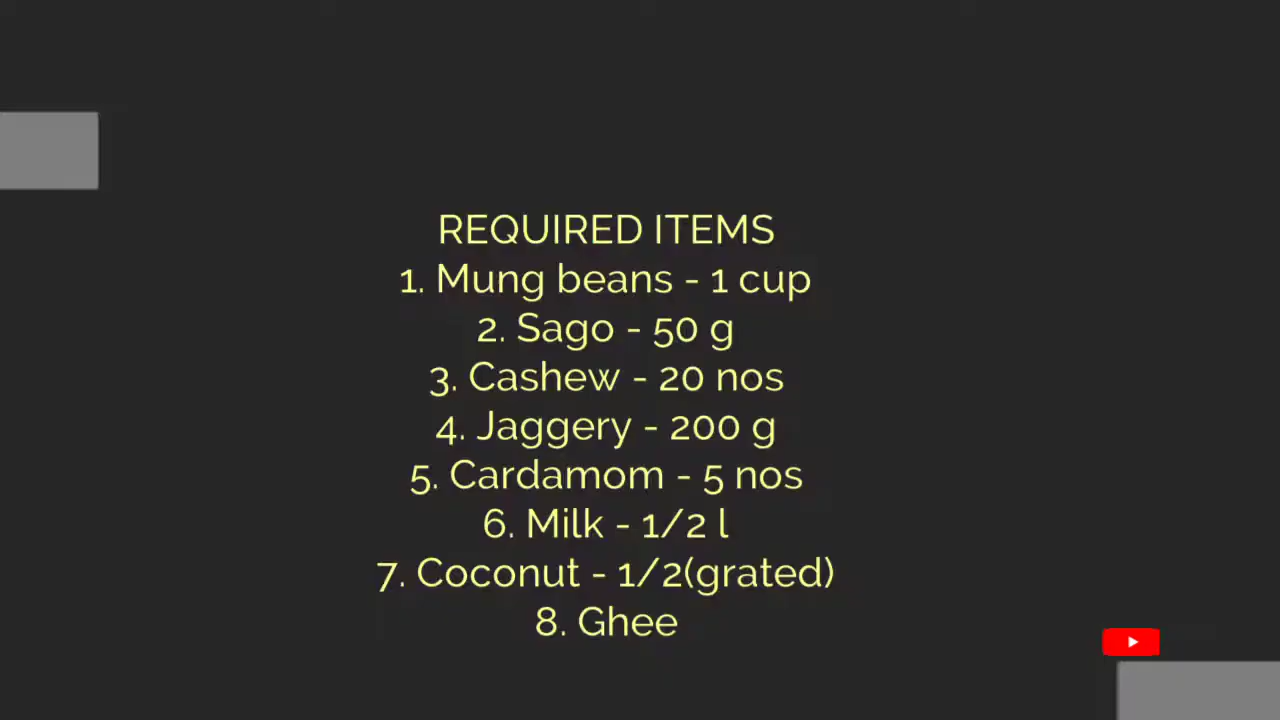 REQUIRED ITEMS
1. Mung beans - 1 cup
2. Sago - 50 g
3. Cashew - 20 nos
4. Jaggery - 200 g
5. Cardamom - 5 nos
6. Milk - 1/2 l
7. Coconut - 1/2(grated)
8. Ghee